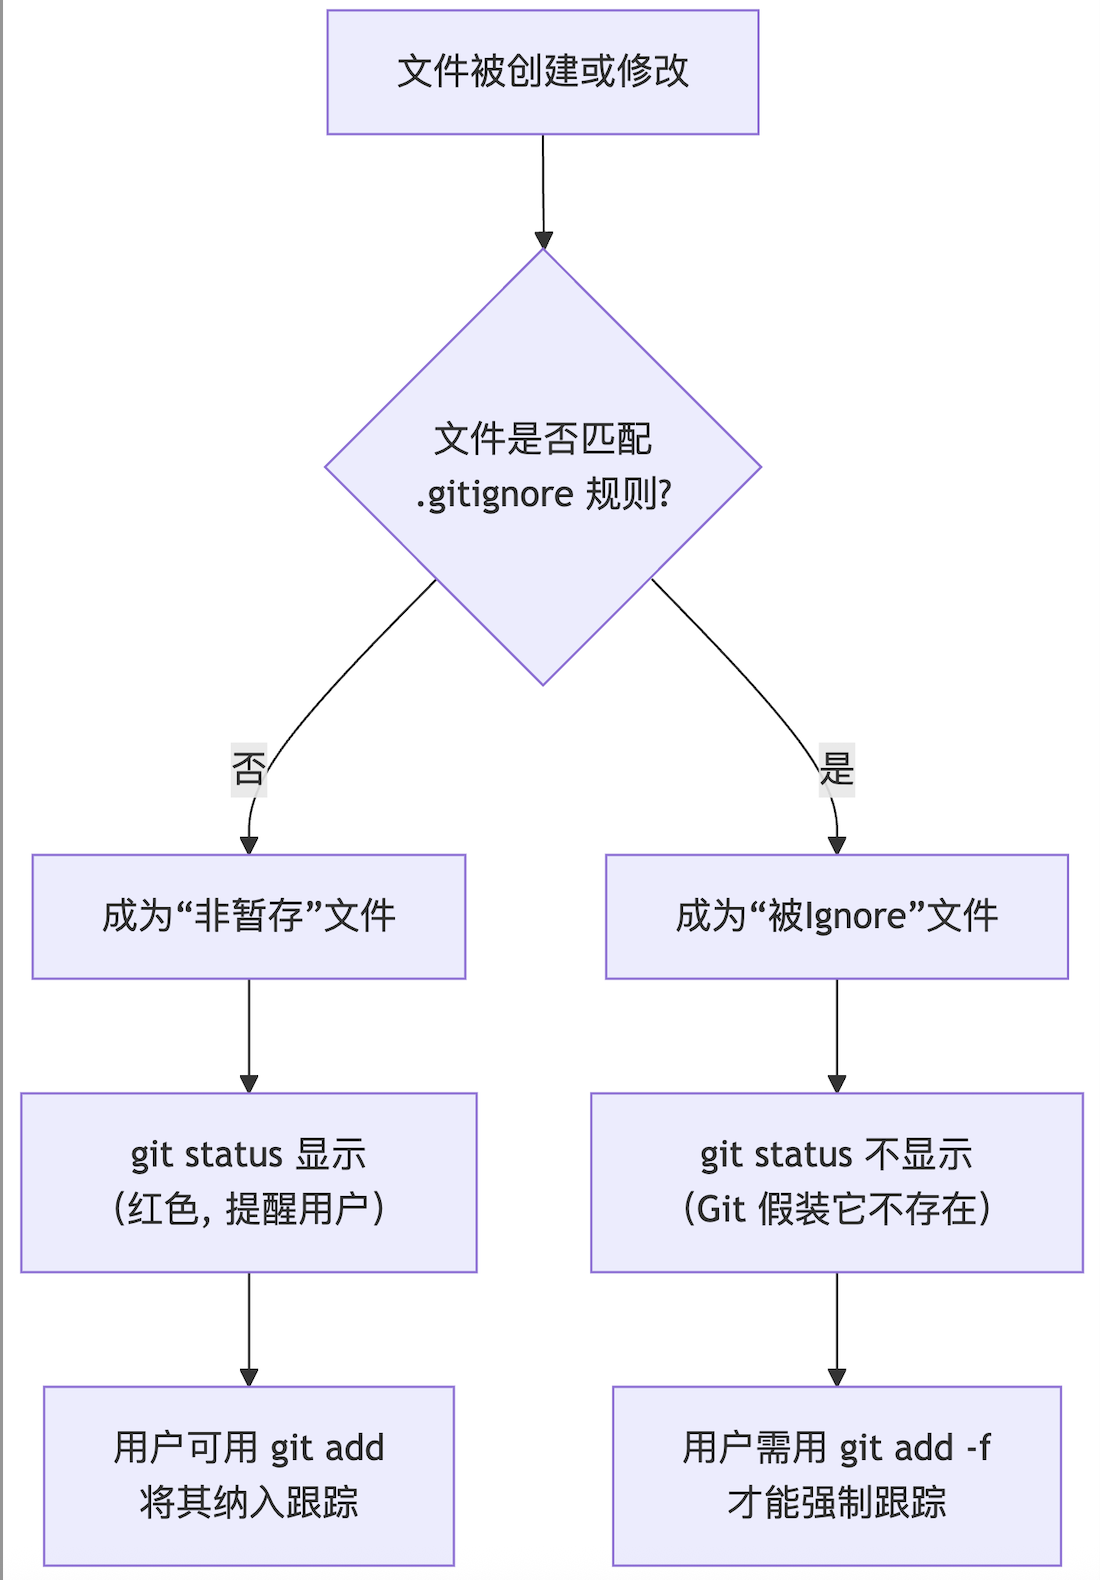 文件被创建或修改
文件是否匹配
.gitignore 规则?
否
是
成为“非暂存”文件
成为“被Ignore”文件
git status 显示
（红色, 提醒用户）
git status 不显示
（Git 假装它不存在）
用户可用 git add
将其纳入跟踪
用户需用 git add -f
才能强制跟踪